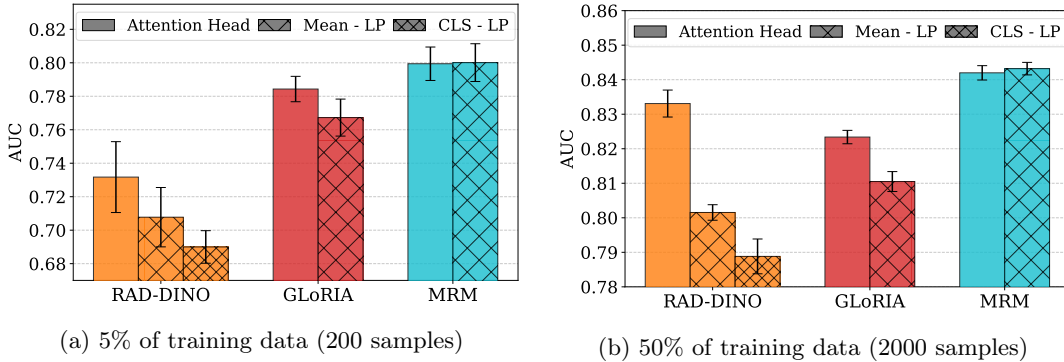 Attention Head Mean - LP CLS - LP
AUC
0.82
0.80
0.78
0.76
0.74
0.72
0.70
0.68
RAD-DINO GLoRIA MRM
(a) 5% of training data (200 samples)
Attention Head Mean - LP CLS - LP
AUC
0.86
0.85
0.84
0.83
0.82
0.81
0.80
0.79
0.78
RAD-DINO GLoRIA MRM
(b) 50% of training data (2000 samples)